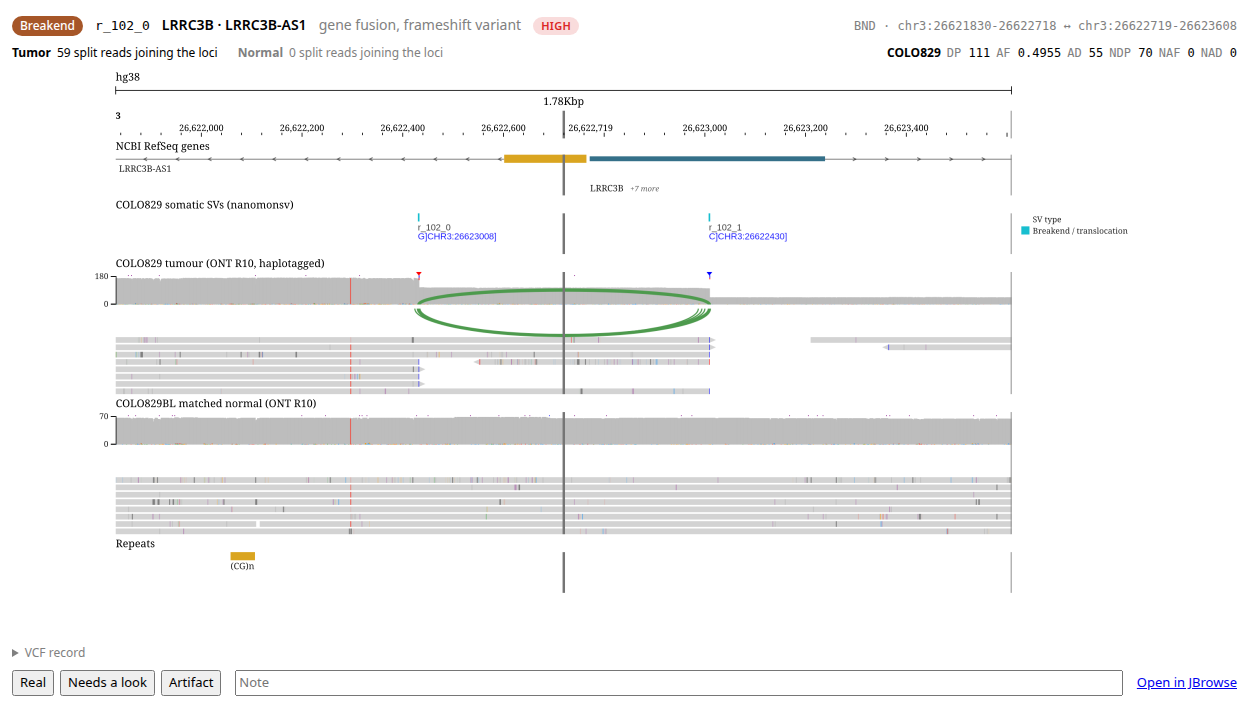 Breakend r_102_0 LRRC3B · LRRC3B-AS1 gene fusion, frameshift variant HIGH BND · chr3:26621830-26622718 ↔ chr3:26622719-26623608
Tumor 59 split reads joining the loci Normal 0 split reads joining the loci COLO829 DP 111 AF 0.4955 AD 55 NDP 70 NAF 0 NAD 0
hg38
1.78Kbp
3
26,622,000 26,622,200 26,622,400 26,622,600 26,622,719 26,623,000 26,623,200 26,623,400
NCBI RefSeq genes
LRRC3B-AS1
LRRC3B +7 more
COLO829 somatic SVs (nanomonsv)
SV type
r_102_0 r_102_1 Breakend / translocation
G]CHR3:26623008] C]CHR3:26622430]
COLO829 tumour (ONT R10, haplotagged)
180
0
COLO829BL matched normal (ONT R10)
70
0
Repeats
(CG)n
▶ VCF record
Real Needs a look Artifact Note Open in JBrowse